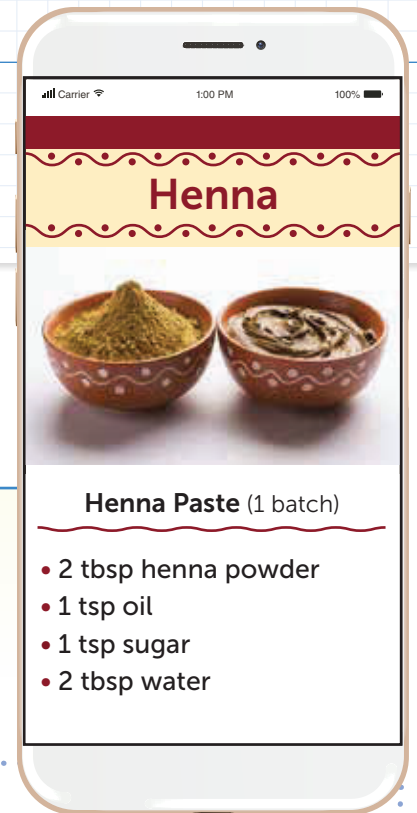 Carrier 1:00 PM 100%
Henna
Henna Paste (1 batch)
• 2 tbsp henna powder
• 1 tsp oil
• 1 tsp sugar
• 2 tbsp water